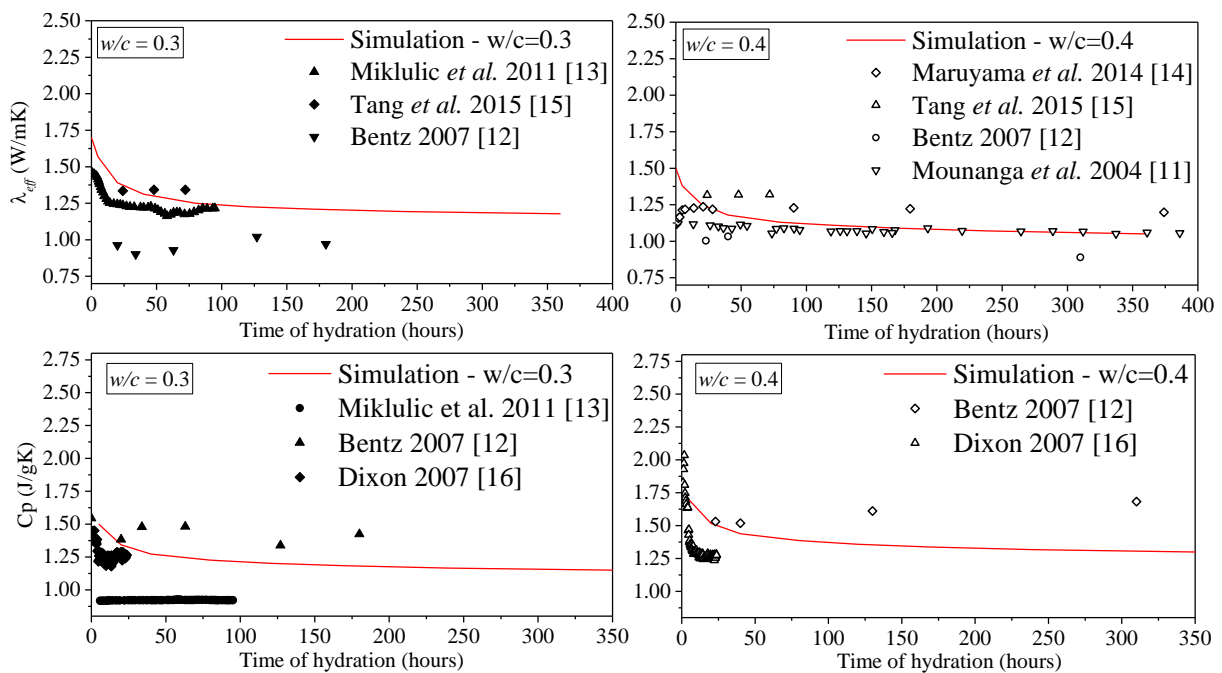 w/c = 0.3
Simulation - w/c=0.3
Miklulic et al. 2011 [13]
Tang et al. 2015 [15]
Bentz 2007 [12]
2.50
2.25
2.00
1.75
1.50
1.25
1.00
0.75
λeff (W/mK)
0 50 100 150 200 250 300 350 400
Time of hydration (hours)
w/c = 0.4
Simulation - w/c=0.4
Maruyama et al. 2014 [14]
Tang et al. 2015 [15]
Bentz 2007 [12]
Mounanga et al. 2004 [11]
2.50
2.25
2.00
1.75
1.50
1.25
1.00
0.75
0 50 100 150 200 250 300 350 400
Time of hydration (hours)
w/c = 0.3
Simulation - w/c=0.3
Miklulic et al. 2011 [13]
Bentz 2007 [12]
Dixon 2007 [16]
2.75
2.50
2.25
2.00
1.75
1.50
1.25
1.00
Cp (J/gK)
0 50 100 150 200 250 300 350
Time of hydration (hours)
w/c = 0.4
Simulation - w/c=0.4
Bentz 2007 [12]
Dixon 2007 [16]
2.75
2.50
2.25
2.00
1.75
1.50
1.25
1.00
0 50 100 150 200 250 300 350
Time of hydration (hours)